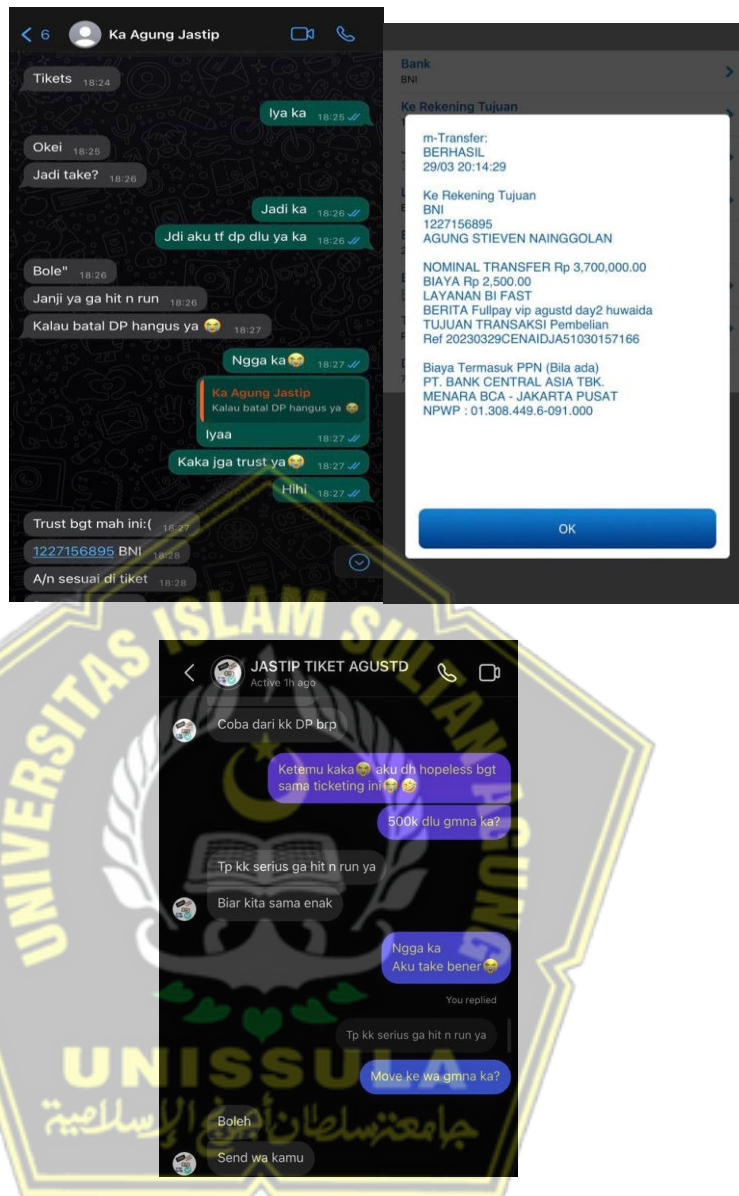 6 Ka Agung Jastip
Tikets 18:24
Iya ka 18:25
Okei 18:25
Jadi take? 18:26
Jadi ka 18:26
Jdi aku tf dp dlu ya ka 18:26
Bole" 18:26
Janji ya ga hit n run 18:26
Kalau batal DP hangus ya 😭 18:27
Ngga ka😭 18:27
Ka Agung Jastip
Kalau batal DP hangus ya 😭
Iyaa 18:27
Kaka jga trust ya😭 18:27
Hihi 18:27
Trust bgt mah ini:( 18:27
1227156895 BNI 18:28
A/n sesuai di tiket 18:28
Bank
BNI
Ke Rekening Tujuan
m-Transfer:
BERHASIL
29/03 20:14:29
Ke Rekening Tujuan
BNI
1227156895
AGUNG STIEVEN NAINGGOLAN
NOMINAL TRANSFER Rp 3,700,000.00
BIAYA Rp 2,500.00
LAYANAN BI FAST
BERITA Fullpay vip agustd day2 huwaida
TUJUAN TRANSAKSI Pembelian
Ref 20230329CENAIDJA51030157166
Biaya Termasuk PPN (Bila ada)
PT. BANK CENTRAL ASIA TBK.
MENARA BCA - JAKARTA PUSAT
NPWP : 01.308.449.6-091.000
OK
JASTIP TIKET AGUSTD
Active 1h ago
Coba dari kk DP brp
Ketemu kaka😭 aku dh hopeless bgt
sama ticketing ini😭🤣
500k dlu gmna ka?
Tp kk serius ga hit n run ya
Biar kita sama enak
Ngga ka
Aku take bener😭
You replied
Tp kk serius ga hit n run ya
Move ke wa gmna ka?
Boleh
Send wa kamu
UNIVERSITAS ISLAM SULTAN AGUNG
UNISSULA
جامعة سلطان أجونج الإسلامية